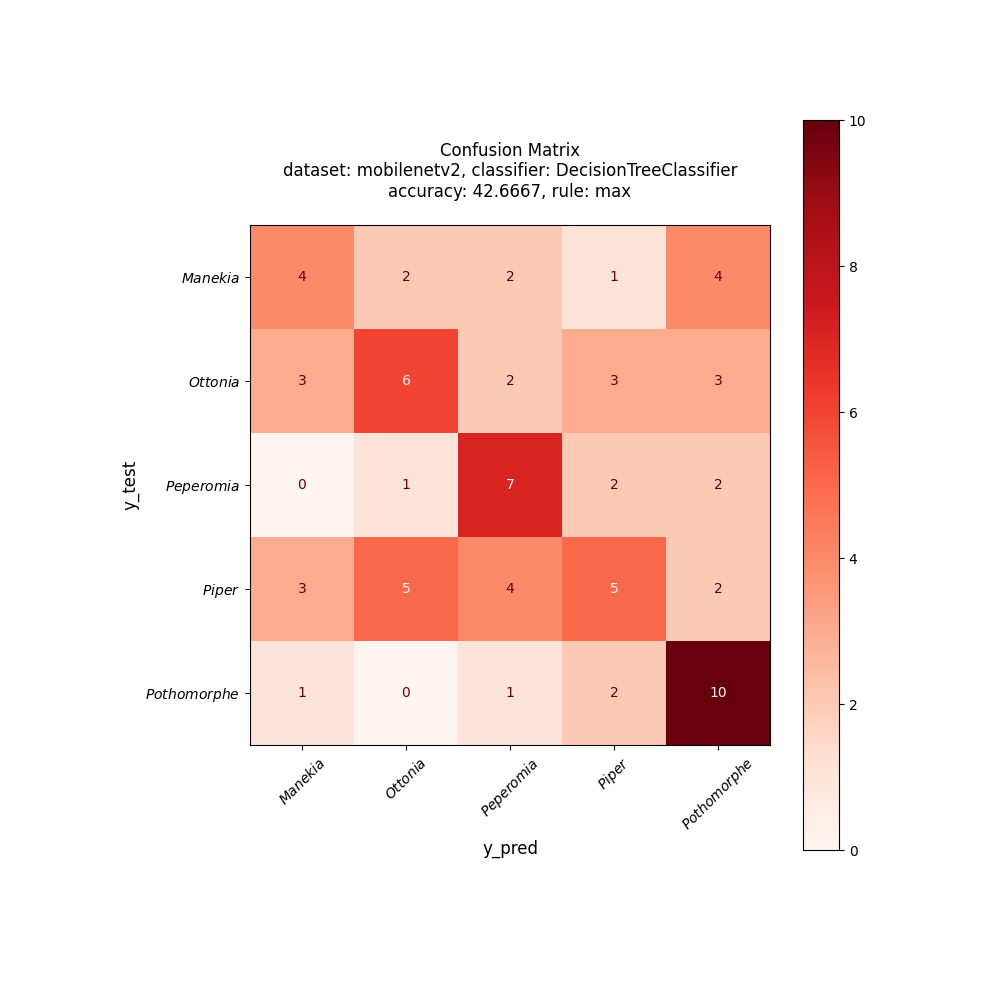 Confusion Matrix
dataset: mobilenetv2, classifier: DecisionTreeClassifier
accuracy: 42.6667, rule: max
10
8
6
4
2
0
y_test
Manekia 4 2 2 1 4
Ottonia 3 6 2 3 3
Peperomia 0 1 7 2 2
Piper 3 5 4 5 2
Pothomorphe 1 0 1 2 10
Manekia Ottonia Peperomia Piper Pothomorphe
y_pred